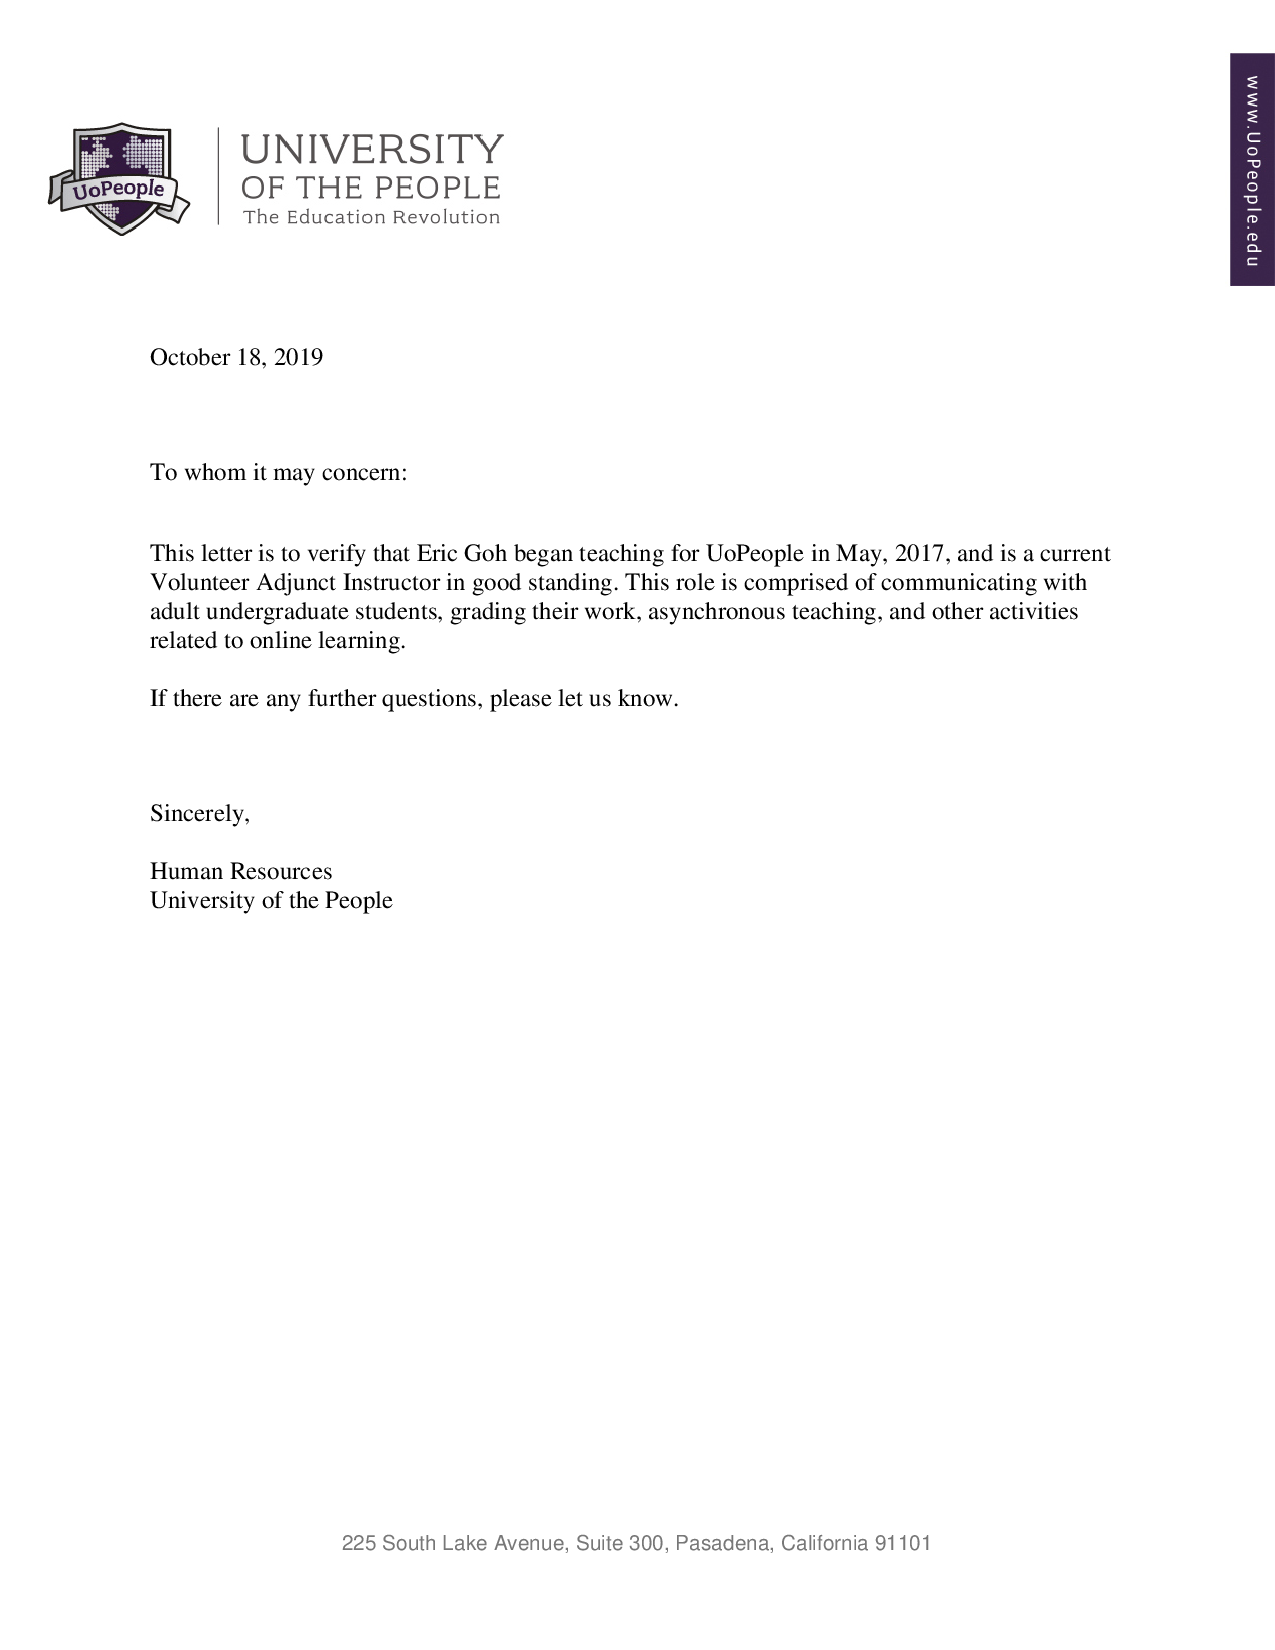 www.UoPeople.edu
UoPeople
UNIVERSITY
OF THE PEOPLE
The Education Revolution
October 18, 2019
To whom it may concern:
This letter is to verify that Eric Goh began teaching for UoPeople in May, 2017, and is a current
Volunteer Adjunct Instructor in good standing. This role is comprised of communicating with
adult undergraduate students, grading their work, asynchronous teaching, and other activities
related to online learning.
If there are any further questions, please let us know.
Sincerely,
Human Resources
University of the People
225 South Lake Avenue, Suite 300, Pasadena, California 91101